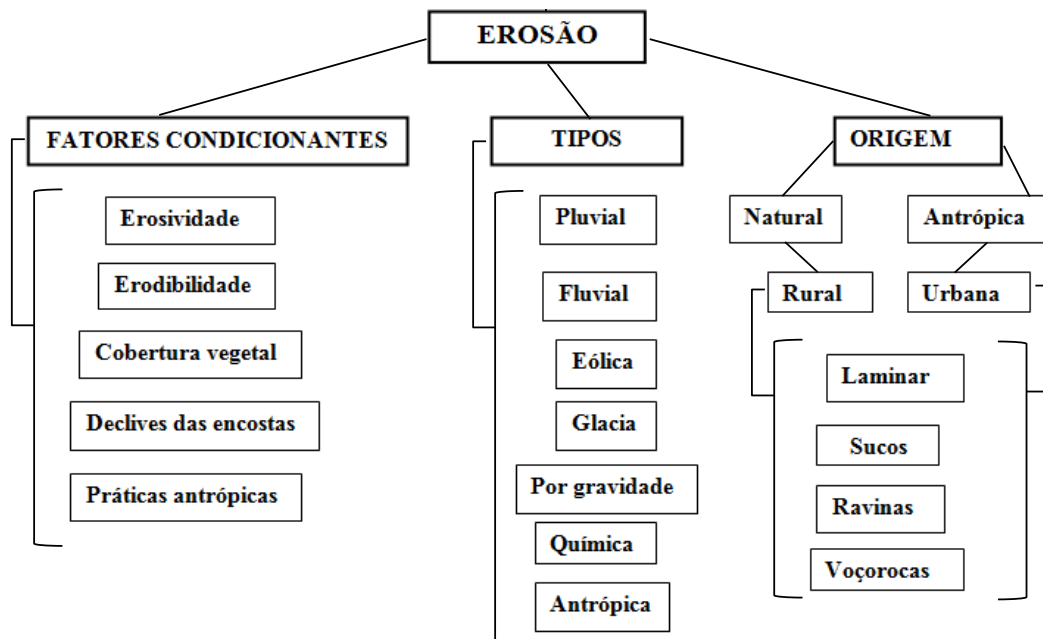 EROSÃO
FATORES CONDICIONANTES
Erosividade
Erodibilidade
Cobertura vegetal
Declives das encostas
Práticas antrópicas
TIPOS
Pluvial
Fluvial
Eólica
Glacia
Por gravidade
Química
Antrópica
ORIGEM
Natural
Antrópica
Rural
Urbana
Laminar
Sucos
Ravinas
Voçorocas